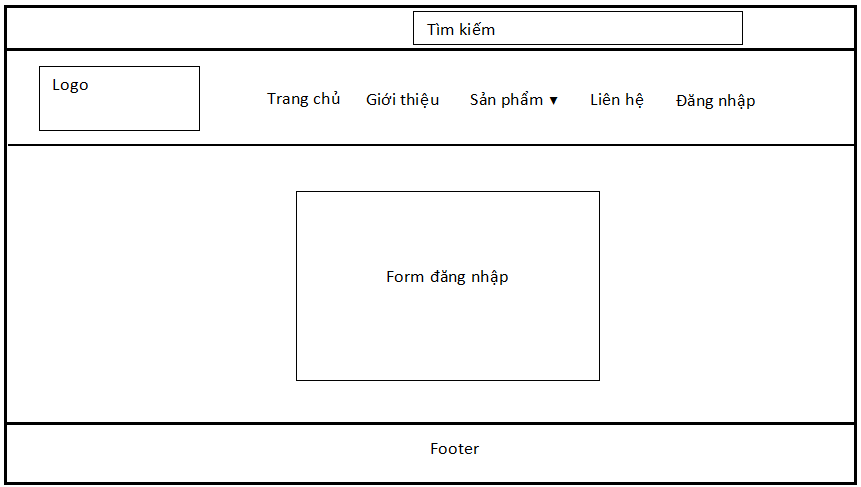 Tìm kiếm
Logo
Trang chủ Giới thiệu Sản phẩm ▾ Liên hệ Đăng nhập
Form đăng nhập
Footer